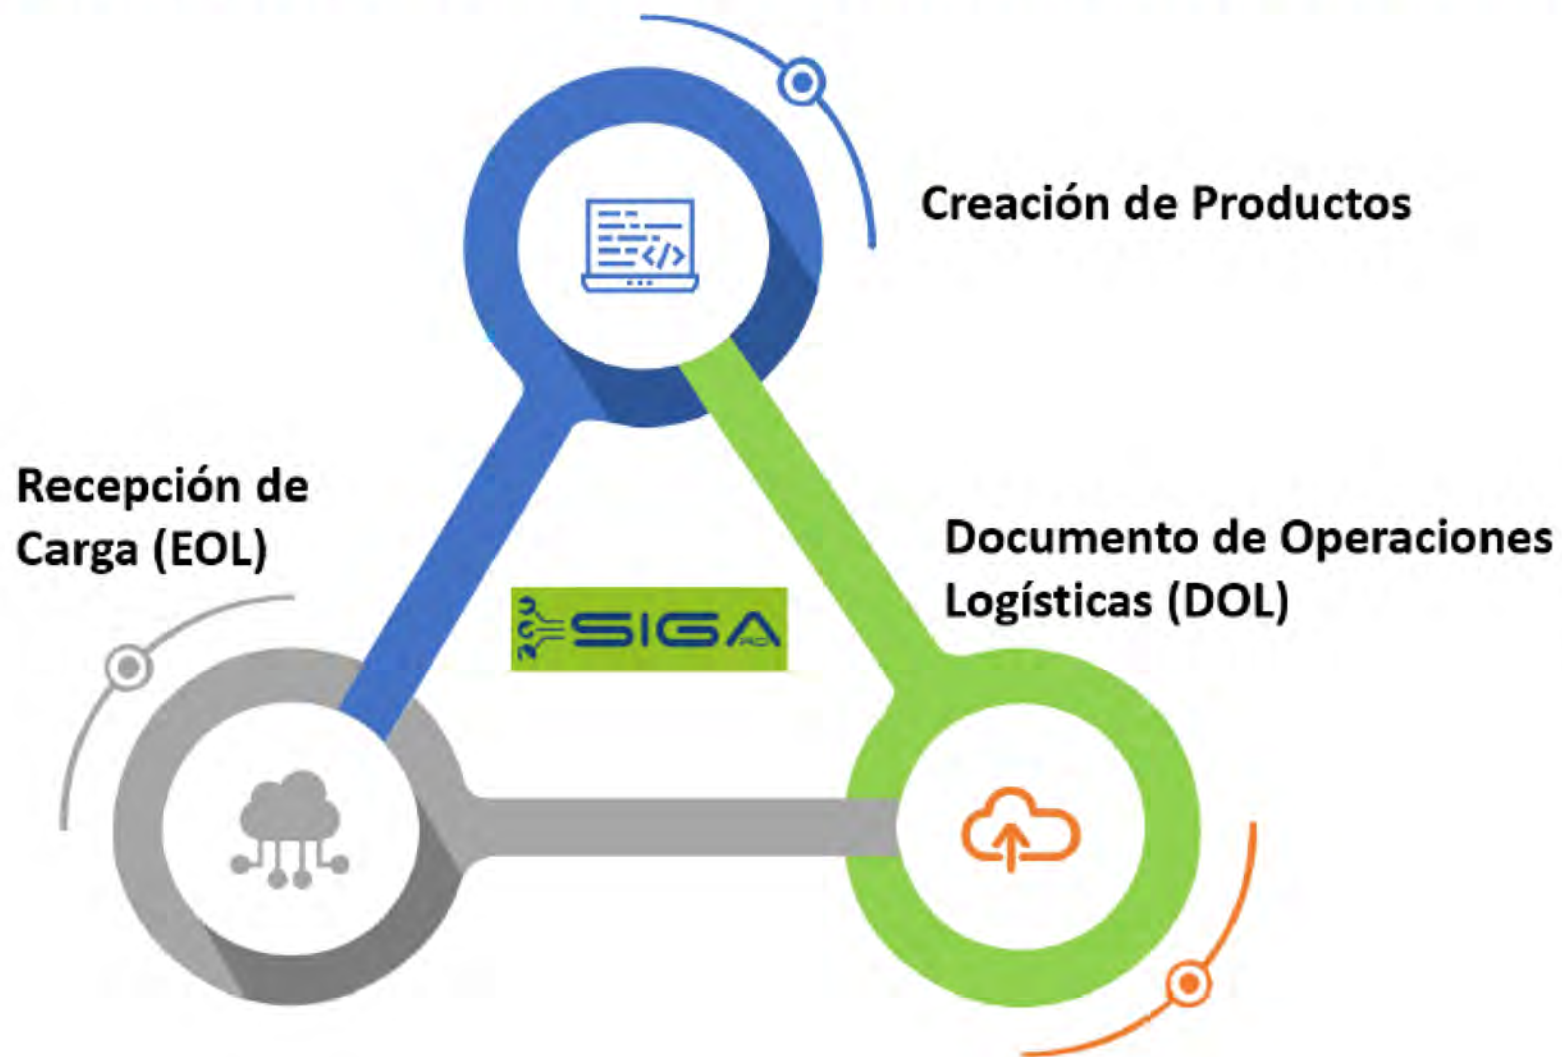 Creación de Productos
Recepción de
Carga (EOL)
Documento de Operaciones
Logísticas (DOL)
SIGA